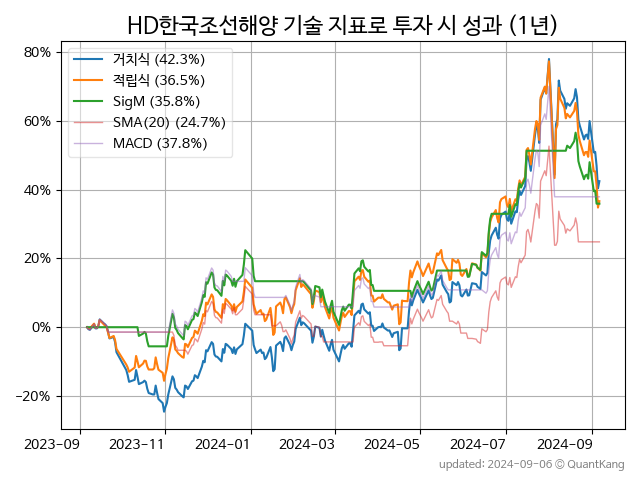 HD한국조선해양 기술 지표로 투자 시 성과 (1년)
거치식 (42.3%)
적립식 (36.5%)
SigM (35.8%)
SMA(20) (24.7%)
MACD (37.8%)
80%
60%
40%
20%
0%
−20%
2023-09
2023-11
2024-01
2024-03
2024-05
2024-07
2024-09
updated: 2024-09-06 © QuantKang